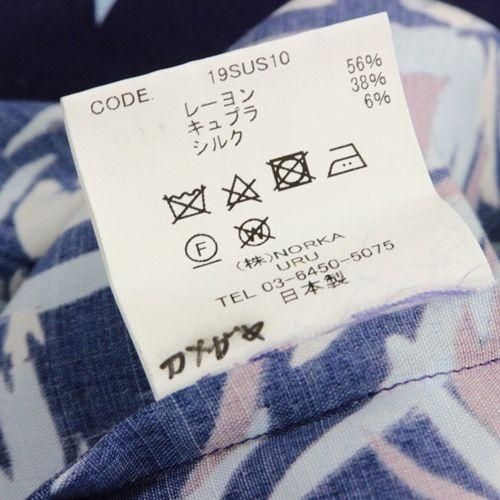 CODE. 19SUS10
レーヨン 56%
キュプラ 38%
シルク 6%
F W
(株)NORKA
URU
TEL 03-6450-5075
日本製